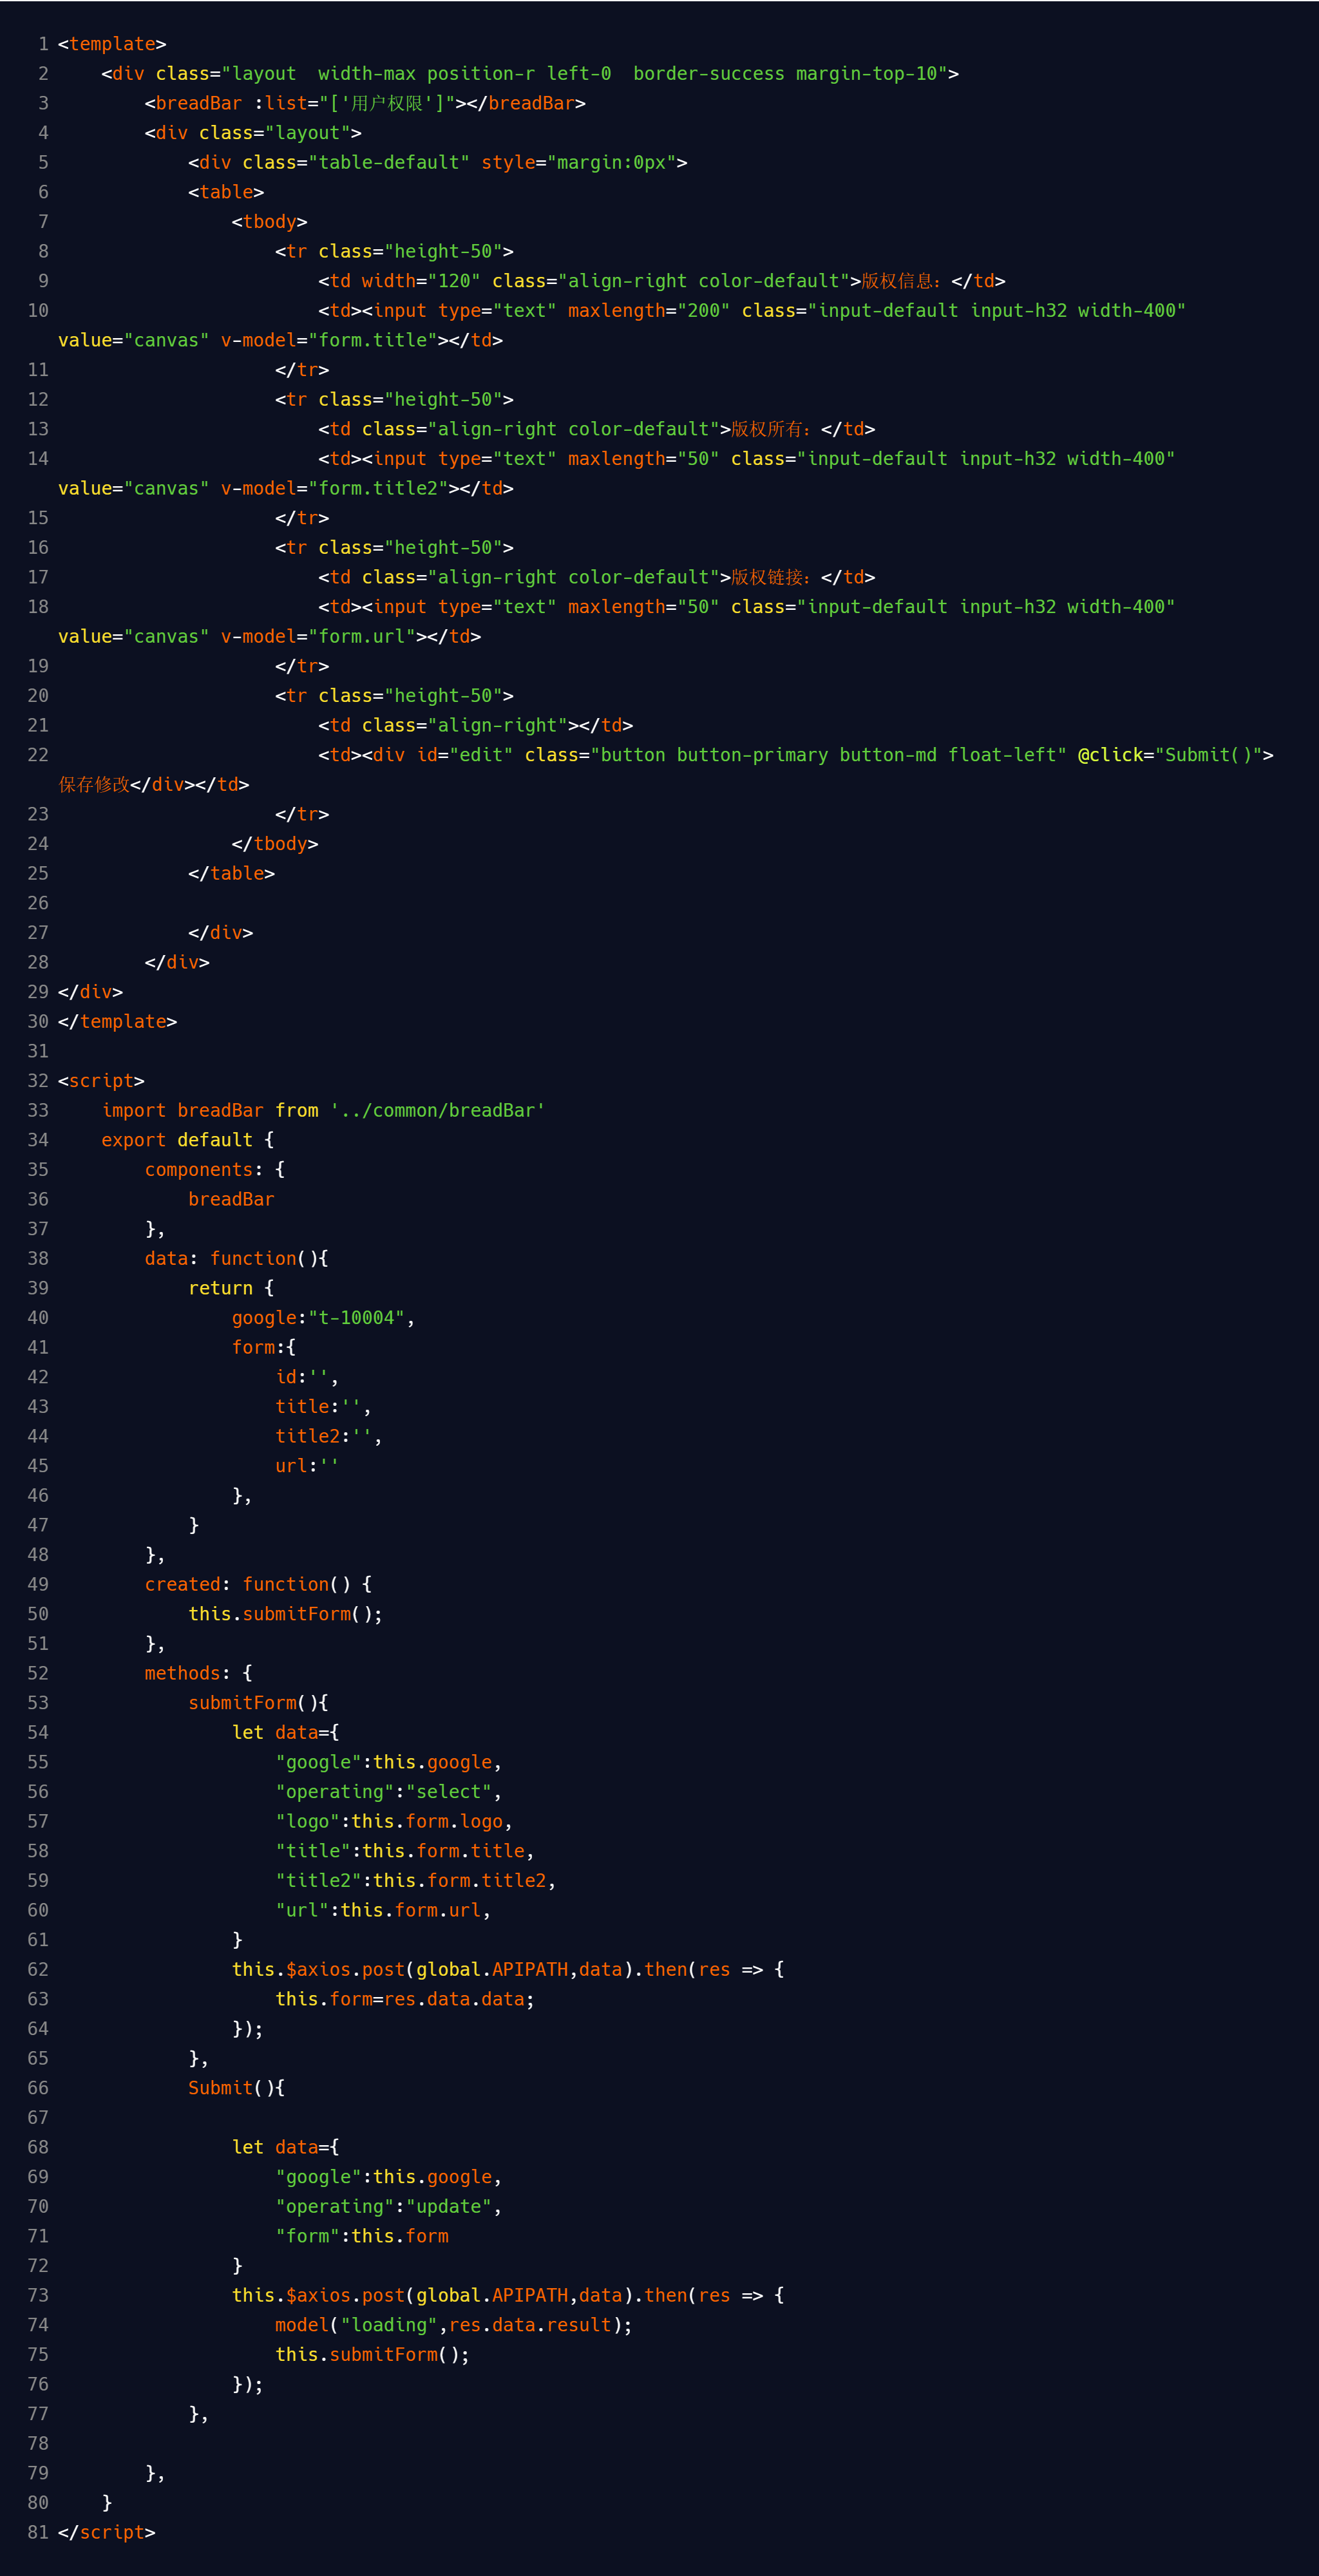 1 <template>
2     <div class="layout  width-max position-r left-0  border-success margin-top-10">
3         <breadBar :list="['用户权限']"></breadBar>
4         <div class="layout">
5             <div class="table-default" style="margin:0px">
6             <table>
7                 <tbody>
8                     <tr class="height-50">
9                         <td width="120" class="align-right color-default">版权信息：</td>
10                         <td><input type="text" maxlength="200" class="input-default input-h32 width-400"
value="canvas" v-model="form.title"></td>
11                     </tr>
12                     <tr class="height-50">
13                         <td class="align-right color-default">版权所有：</td>
14                         <td><input type="text" maxlength="50" class="input-default input-h32 width-400"
value="canvas" v-model="form.title2"></td>
15                     </tr>
16                     <tr class="height-50">
17                         <td class="align-right color-default">版权链接：</td>
18                         <td><input type="text" maxlength="50" class="input-default input-h32 width-400"
value="canvas" v-model="form.url"></td>
19                     </tr>
20                     <tr class="height-50">
21                         <td class="align-right"></td>
22                         <td><div id="edit" class="button button-primary button-md float-left" @click="Submit()">
保存修改</div></td>
23                     </tr>
24                 </tbody>
25             </table>
26
27             </div>
28         </div>
29 </div>
30 </template>
31
32 <script>
33     import breadBar from '../common/breadBar'
34     export default {
35         components: {
36             breadBar
37         },
38         data: function(){
39             return {
40                 google:"t-10004",
41                 form:{
42                     id:'',
43                     title:'',
44                     title2:'',
45                     url:''
46                 },
47             }
48         },
49         created: function() {
50             this.submitForm();
51         },
52         methods: {
53             submitForm(){
54                 let data={
55                     "google":this.google,
56                     "operating":"select",
57                     "logo":this.form.logo,
58                     "title":this.form.title,
59                     "title2":this.form.title2,
60                     "url":this.form.url,
61                 }
62                 this.$axios.post(global.APIPATH,data).then(res => {
63                     this.form=res.data.data;
64                 });
65             },
66             Submit(){
67
68                 let data={
69                     "google":this.google,
70                     "operating":"update",
71                     "form":this.form
72                 }
73                 this.$axios.post(global.APIPATH,data).then(res => {
74                     model("loading",res.data.result);
75                     this.submitForm();
76                 });
77             },
78
79         },
80     }
81 </script>